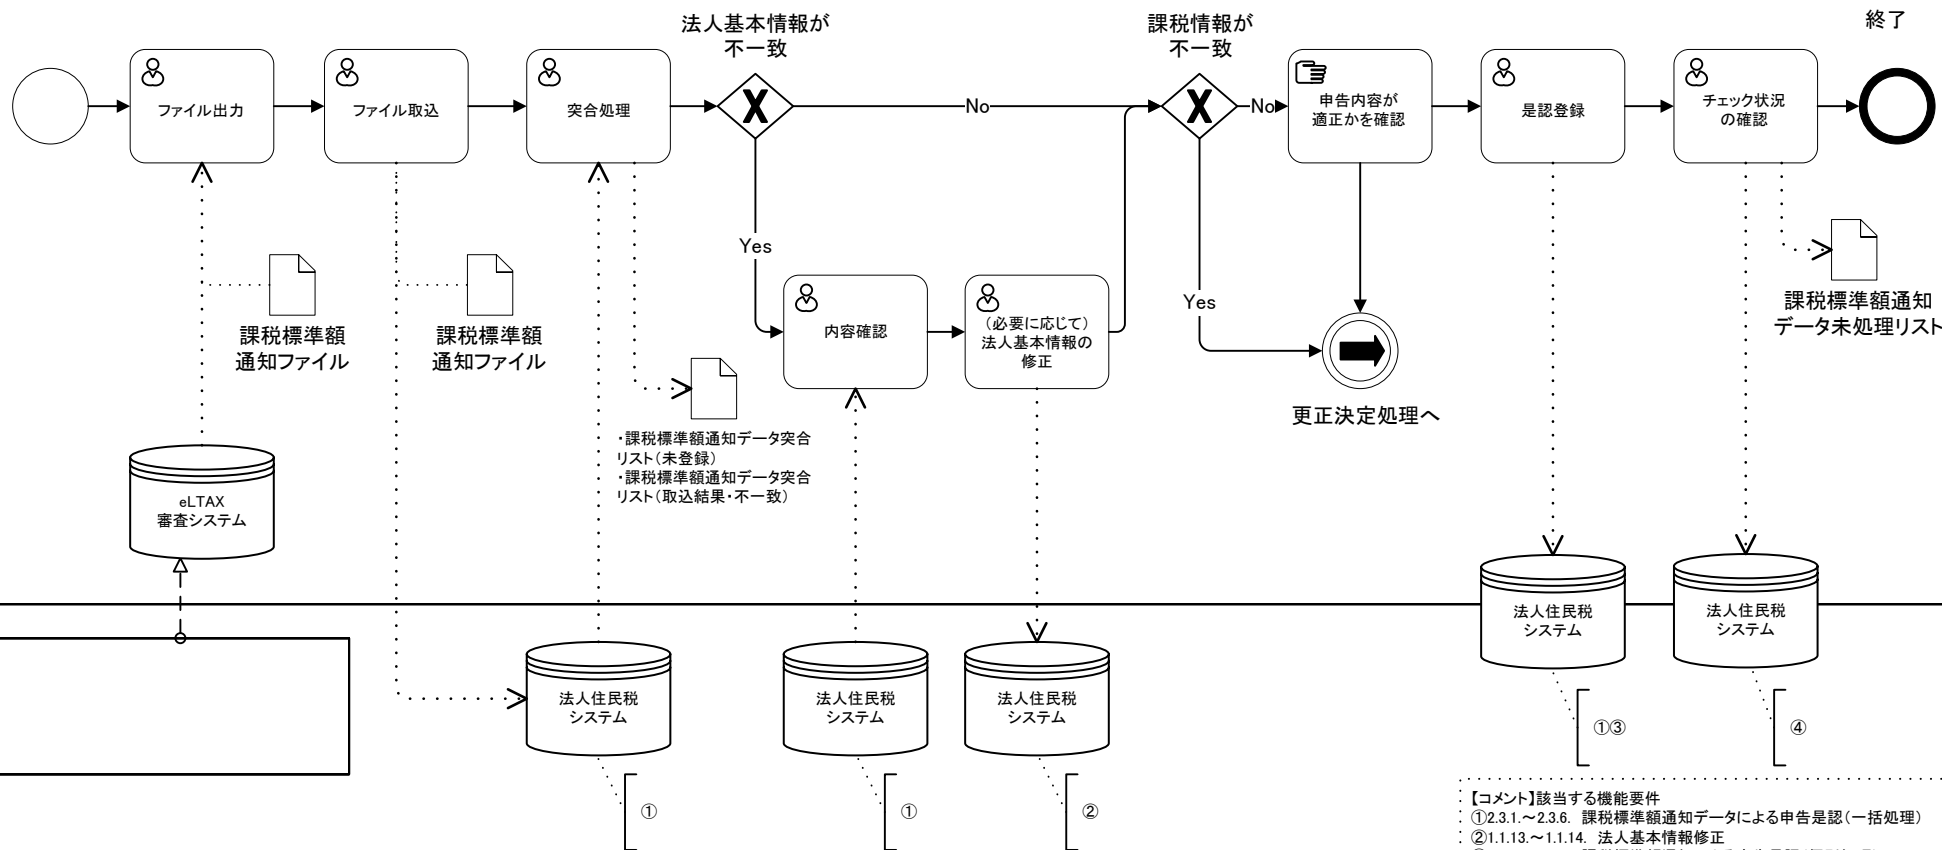 法人基本情報が
不一致
課税情報が
不一致
終了
ファイル出力
ファイル取込
突合処理
No
No
申告内容が
適正かを確認
是認登録
チェック状況
の確認
Yes
Yes
内容確認
(必要に応じて)
法人基本情報の
修正
課税標準額
通知ファイル
課税標準額
通知ファイル
課税標準額通知
データ未処理リスト
更正決定処理へ
・課税標準額通知データ突合
リスト(未登録)
・課税標準額通知データ突合
リスト(取込結果・不一致)
eLTAX
審査システム
法人住民税
システム
法人住民税
システム
法人住民税
システム
法人住民税
システム
法人住民税
システム
①③
④
①
①
②
【コメント】該当する機能要件
①2.3.1.～2.3.6. 課税標準額通知データによる申告是認(一括処理)
②1.1.13.～1.1.14. 法人基本情報修正